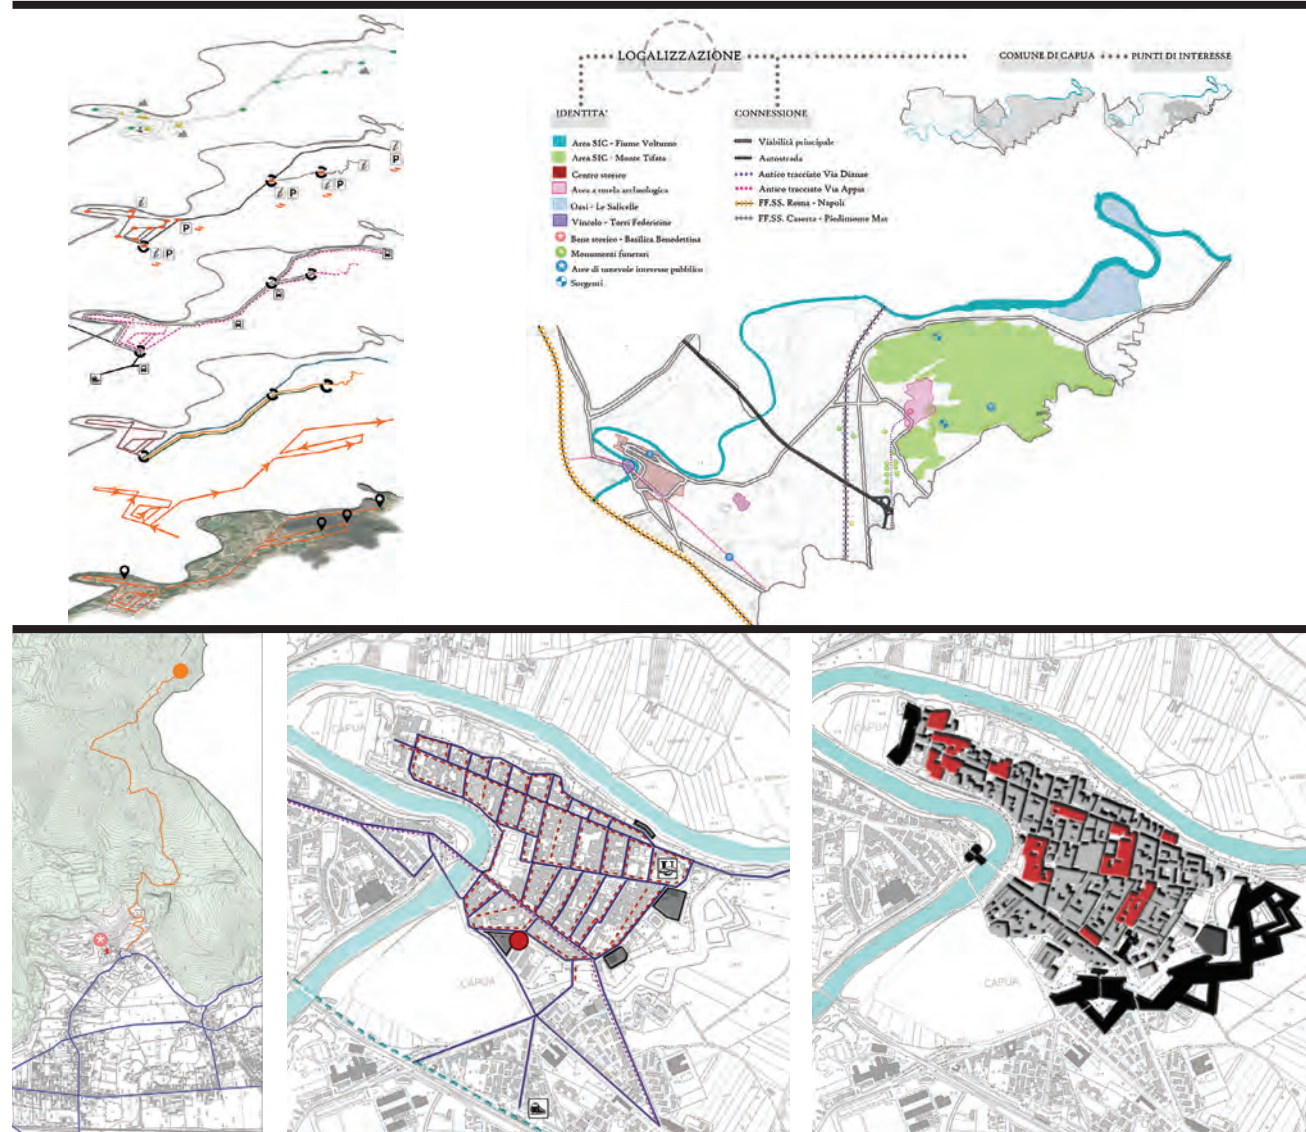 LOCALIZZAZIONE
COMUNE DI CAPUA
PUNTI DI INTERESSE
IDENTITA'
Area SIC - Fiume Volturno
Area SIC - Monte Tifata
Centro storico
Area a tutela archeologica
Oasi - Le Salicelle
Vincolo - Torri Federiciane
Bene storico - Basilica Benedettina
Monumenti funerari
Aree di notevole interesse pubblico
Sorgenti
CONNESSIONE
Viabilità principale
Autostrada
Antico tracciato Via Dianae
Antico tracciato Via Appia
FF.SS. Roma - Napoli
FF.SS. Caserta - Piedimonte Mat
P
P
P
P
P
CAPUA
CAPUA
CAPUA
CAPUA